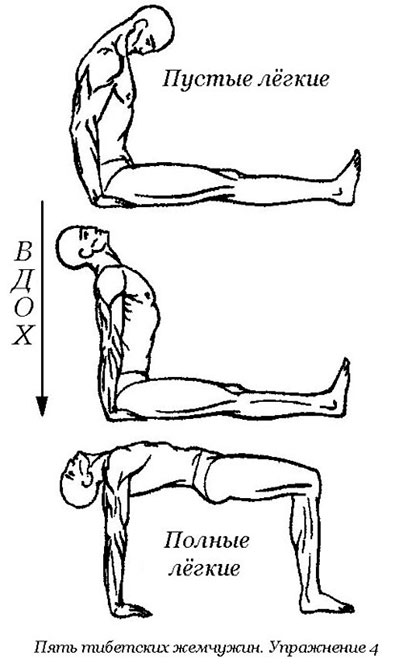 Пустые лёгкие
ВДОХ
Полные
лёгкие
Пять тибетских жемчужин. Упражнение 4